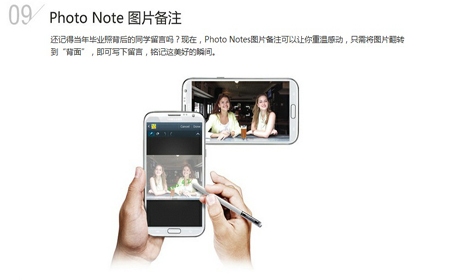 09 Photo Note 图片备注
还记得当年毕业照背后的同学留言吗？现在，Photo Notes图片备注可以让你重温感动，只需将图片翻转
到“背面”，即可写下留言，铭记这美好的瞬间。